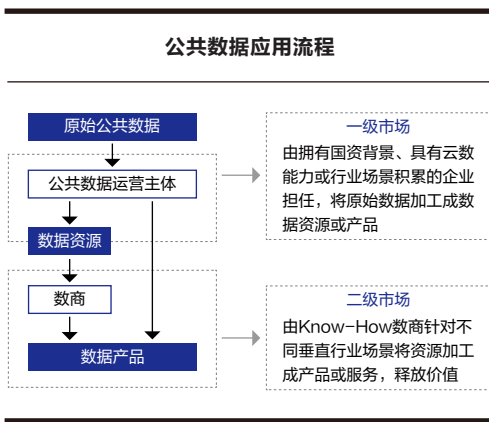 公共数据应用流程
原始公共数据
公共数据运营主体
数据资源
数商
数据产品
一级市场
由拥有国资背景、具有云数
能力或行业场景积累的企业
担任，将原始数据加工成数
据资源或产品
二级市场
由Know-How数商针对不
同垂直行业场景将资源加工
成产品或服务，释放价值